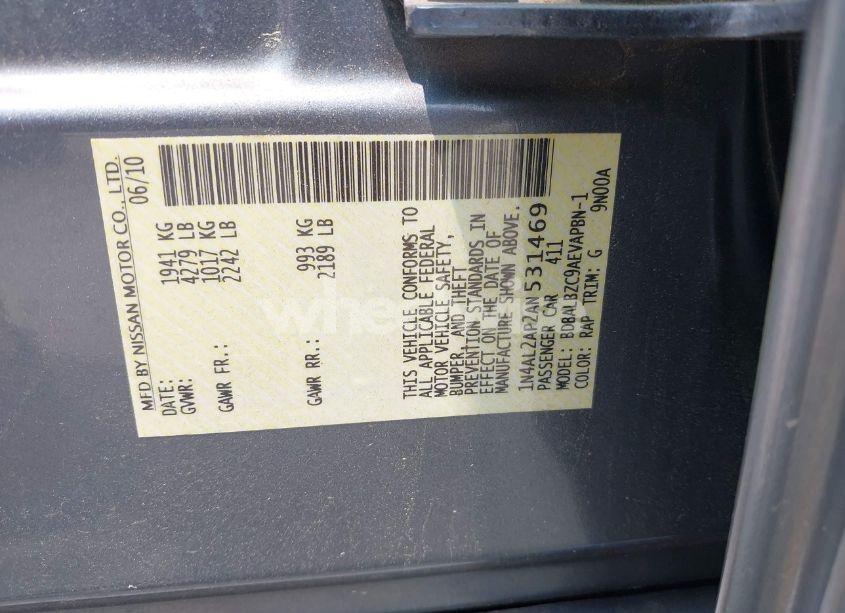 MFD BY NISSAN MOTOR CO., LTD.
DATE: 06/10
GVWR: 1941 KG
4279 LB
GAWR FR.: 1017 KG
2242 LB
GAWR RR.: 993 KG
2189 LB
THIS VEHICLE CONFORMS TO
ALL APPLICABLE FEDERAL
MOTOR VEHICLE SAFETY,
BUMPER, AND THEFT
PREVENTION STANDARDS IN
EFFECT ON THE DATE OF
MANUFACTURE SHOWN ABOVE.
1N4AL2AP2AN531469
PASSENGER CAR 411
MODEL: BDBALBZC9AEVAPBN-1
COLOR: RAP TRIM: G 9N00A